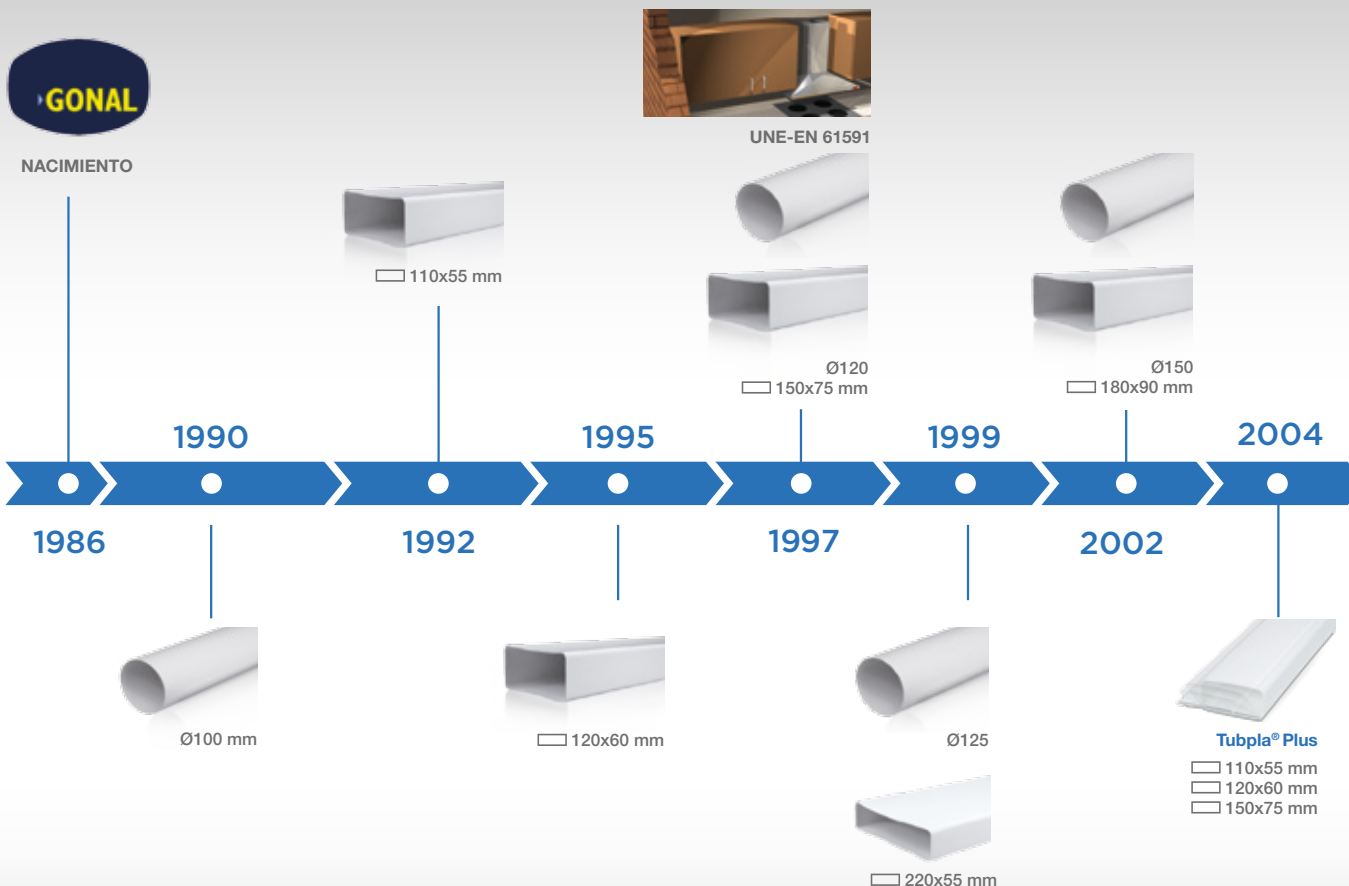 GONAL
NACIMIENTO
UNE-EN 61591
110x55 mm
Ø120
150x75 mm
Ø150
180x90 mm
1990
1995
1999
2004
1986
1992
1997
2002
Ø100 mm
120x60 mm
Ø125
220x55 mm
Tubpla® Plus
110x55 mm
120x60 mm
150x75 mm